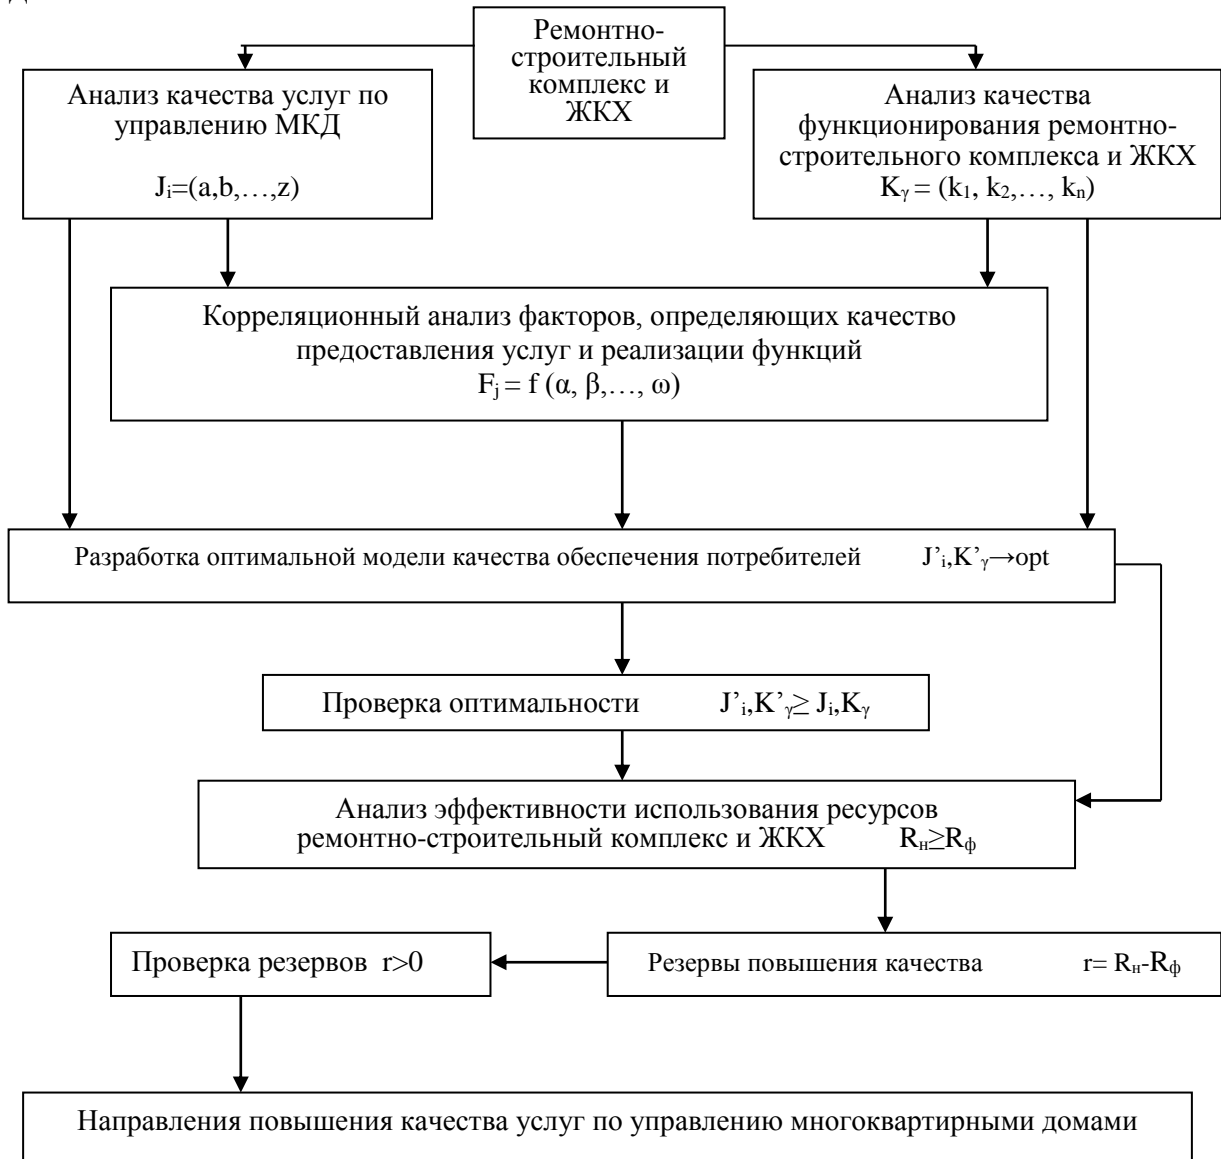 Ремонтно-
строительный
комплекс и
ЖКХ
Анализ качества услуг по
управлению МКД
Jᵢ=(a,b,…,z)
Анализ качества
функционирования ремонтно-
строительного комплекса и ЖКХ
Kᵧ = (k₁, k₂,…, kₙ)
Корреляционный анализ факторов, определяющих качество
предоставления услуг и реализации функций
Fⱼ = f (α, β,…, ω)
Разработка оптимальной модели качества обеспечения потребителей J’ᵢ,K’ᵧ→opt
Проверка оптимальности J’ᵢ,K’ᵧ≥ Jᵢ,Kᵧ
Анализ эффективности использования ресурсов
ремонтно-строительный комплекс и ЖКХ Rн≥Rф
Проверка резервов r>0
Резервы повышения качества r= Rн-Rф
Направления повышения качества услуг по управлению многоквартирными домами